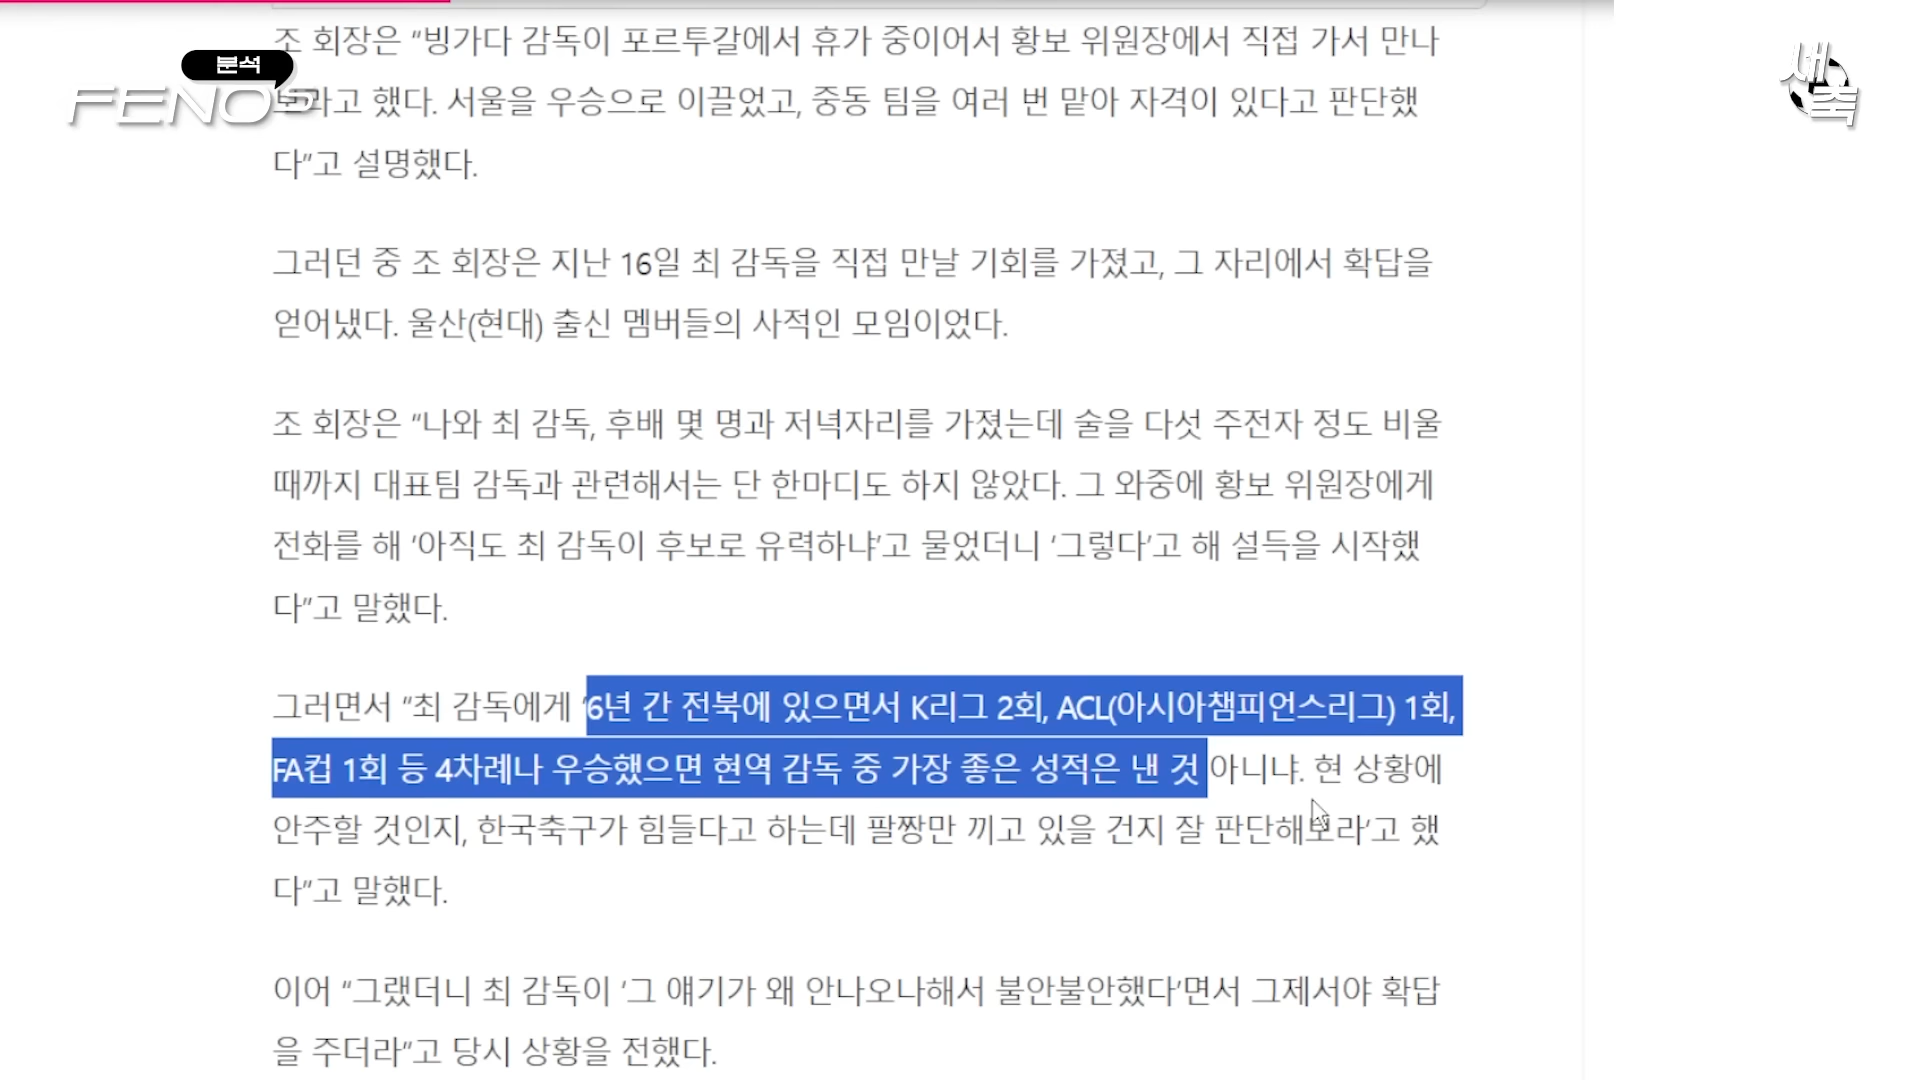 조 회장은 “빙가다 감독이 포르투갈에서 휴가 중이어서 황보 위원장에서 직접 가서 만나
분석
FENOS
보라고 했다. 서울을 우승으로 이끌었고, 중동 팀을 여러 번 맡아 자격이 있다고 판단했
세축
다”고 설명했다.
그러던 중 조 회장은 지난 16일 최 감독을 직접 만날 기회를 가졌고, 그 자리에서 확답을
얻어냈다. 울산(현대) 출신 멤버들의 사적인 모임이었다.
조 회장은 “나와 최 감독, 후배 몇 명과 저녁자리를 가졌는데 술을 다섯 주전자 정도 비울
때까지 대표팀 감독과 관련해서는 단 한마디도 하지 않았다. 그 와중에 황보 위원장에게
전화를 해 ‘아직도 최 감독이 후보로 유력하냐’고 물었더니 ‘그렇다’고 해 설득을 시작했
다”고 말했다.
그러면서 “최 감독에게 ‘6년 간 전북에 있으면서 K리그 2회, ACL(아시아챔피언스리그) 1회,
FA컵 1회 등 4차례나 우승했으면 현역 감독 중 가장 좋은 성적은 낸 것 아니냐. 현 상황에
안주할 것인지, 한국축구가 힘들다고 하는데 팔짱만 끼고 있을 건지 잘 판단해보라’고 했
다”고 말했다.
이어 “그랬더니 최 감독이 ‘그 얘기가 왜 안나오나해서 불안불안했다’면서 그제서야 확답
을 주더라”고 당시 상황을 전했다.